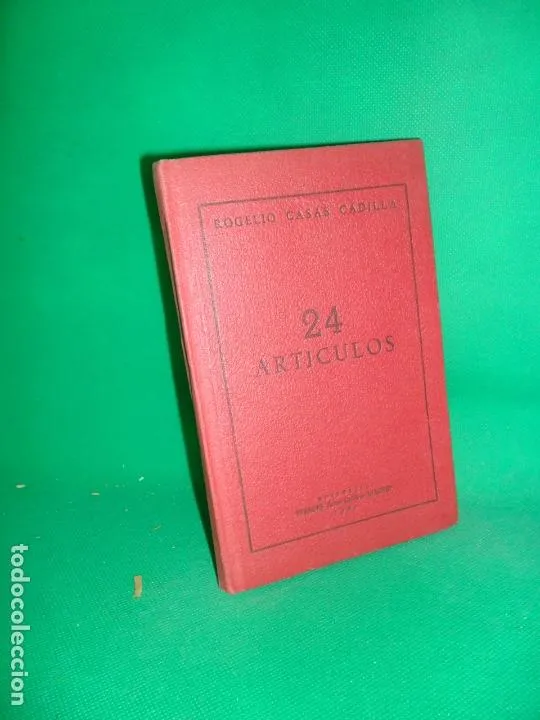 ROGELIO CASAS CADILLA
24
ARTICULOS
todocoleccion